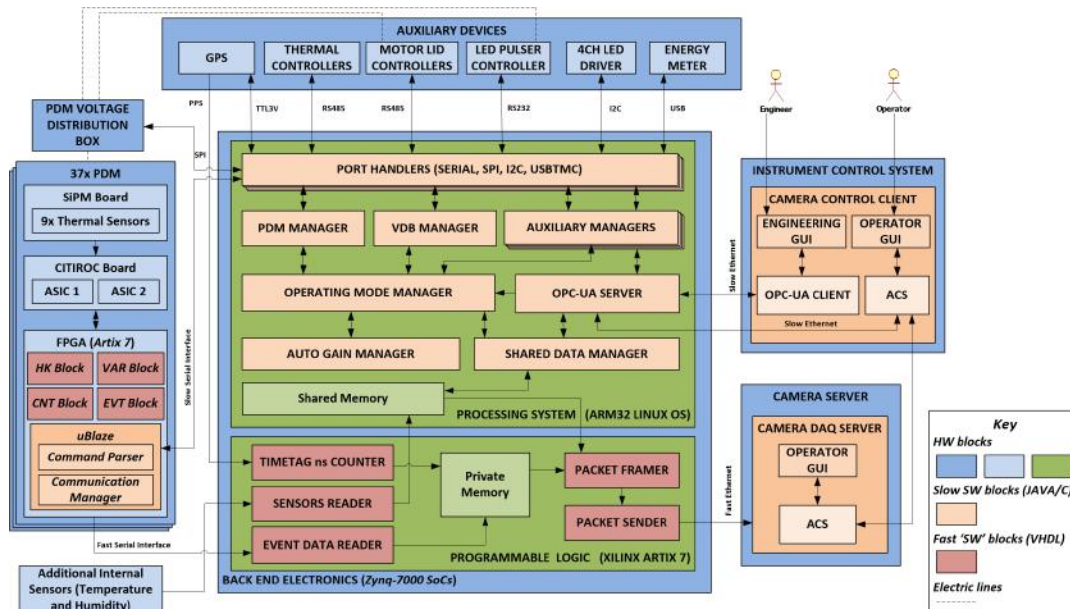 AUXILIARY DEVICES
GPS
THERMAL
CONTROLLERS
MOTOR LID
CONTROLLERS
LED PULSER
CONTROLLER
4CH LED
DRIVER
ENERGY
METER
PPS
TTL3V
RS485
RS485
RS232
I2C
USB
Engineer
Operator
PDM VOLTAGE
DISTRIBUTION
BOX
SPI
37x PDM
SiPM Board
9x Thermal Sensors
CITIROC Board
ASIC 1
ASIC 2
FPGA (Artix 7)
HK Block
VAR Block
CNT Block
EVT Block
uBlaze
Command Parser
Communication
Manager
Slow Serial Interface
Fast Serial Interface
Additional Internal
Sensors (Temperature
and Humidity)
PORT HANDLERS (SERIAL, SPI, I2C, USBTMC)
PDM MANAGER
VDB MANAGER
AUXILIARY MANAGERS
OPERATING MODE MANAGER
OPC-UA SERVER
AUTO GAIN MANAGER
SHARED DATA MANAGER
Shared Memory
PROCESSING SYSTEM (ARM32 LINUX OS)
TIMETAG ns COUNTER
SENSORS READER
EVENT DATA READER
Private
Memory
PACKET FRAMER
PACKET SENDER
PROGRAMMABLE LOGIC (XILINX ARTIX 7)
BACK END ELECTRONICS (Zynq-7000 SoCs)
Slow Ethernet
Slow Ethernet
Fast Ethernet
INSTRUMENT CONTROL SYSTEM
CAMERA CONTROL CLIENT
ENGINEERING
GUI
OPERATOR
GUI
OPC-UA CLIENT
ACS
CAMERA SERVER
CAMERA DAQ SERVER
OPERATOR
GUI
ACS
Key
HW blocks
Slow SW blocks (JAVA/C)
Fast ‘SW’ blocks (VHDL)
Electric lines